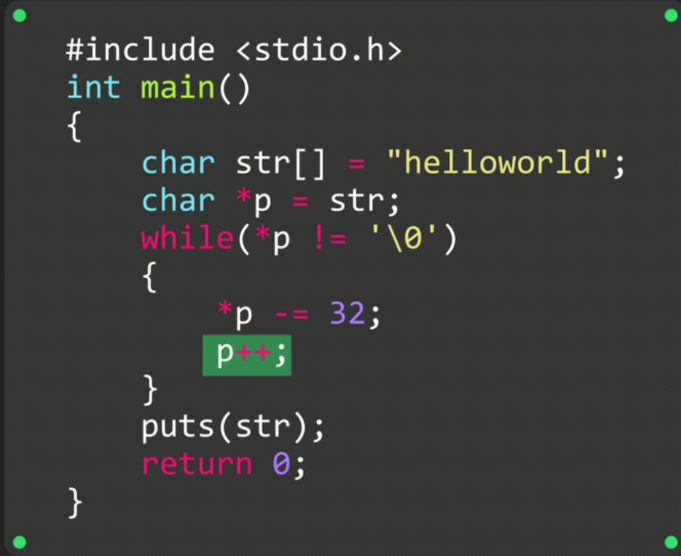 #include <stdio.h>
int main()
{
char str[] = "helloworld";
char *p = str;
while(*p != '\0')
{
*p -= 32;
p++;
}
puts(str);
return 0;
}